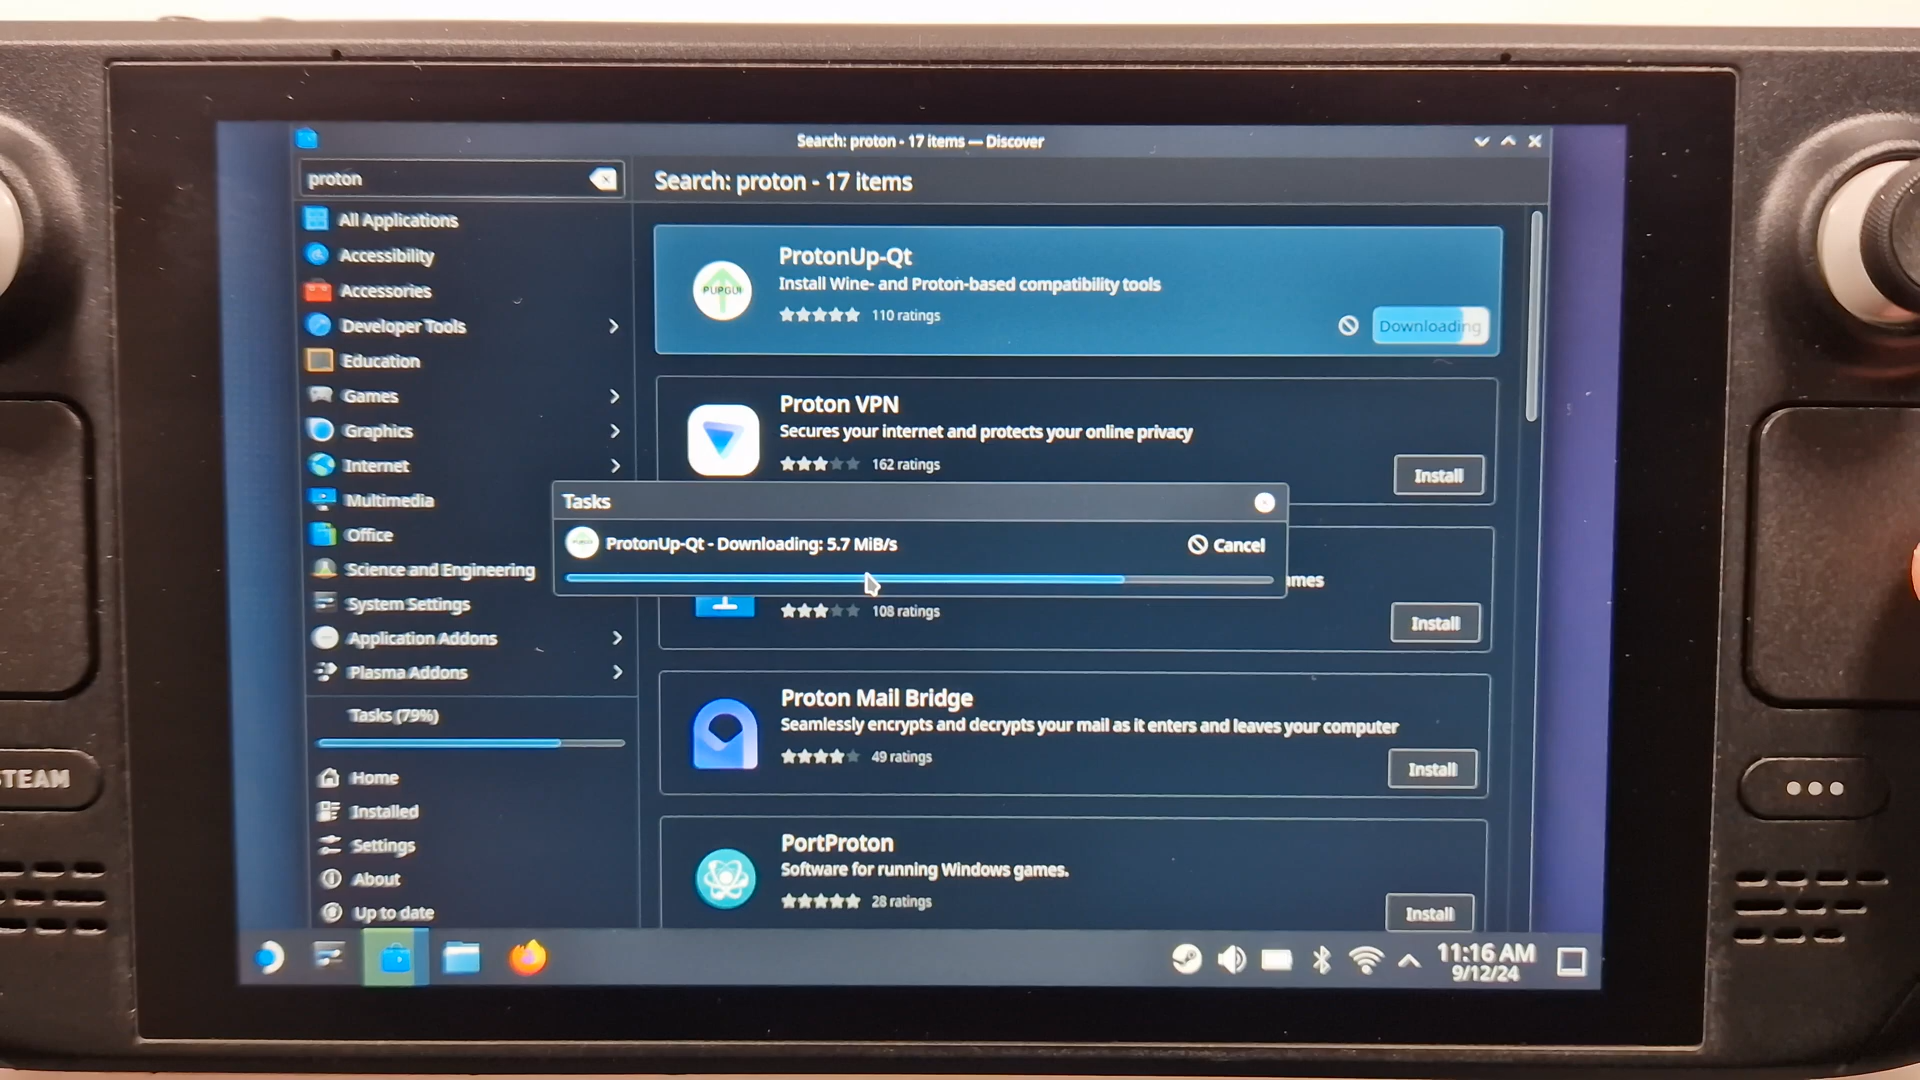 Search: proton - 17 items — Discover
proton
Search: proton - 17 items
All Applications
Accessibility
Accessories
Developer Tools
Education
Games
Graphics
Internet
Multimedia
Office
Science and Engineering
System Settings
Application Addons
Plasma Addons
Tasks (79%)
Home
Installed
Settings
About
Up to date
PUPGUI
ProtonUp-Qt
Install Wine- and Proton-based compatibility tools
110 ratings
Downloading
Proton VPN
Secures your internet and protects your online privacy
162 ratings
Install
Tasks
ProtonUp-Qt - Downloading: 5.7 MiB/s
Cancel
mes
108 ratings
Install
Proton Mail Bridge
Seamlessly encrypts and decrypts your mail as it enters and leaves your computer
49 ratings
Install
PortProton
Software for running Windows games.
28 ratings
Install
11:16 AM
9/12/24
STEAM